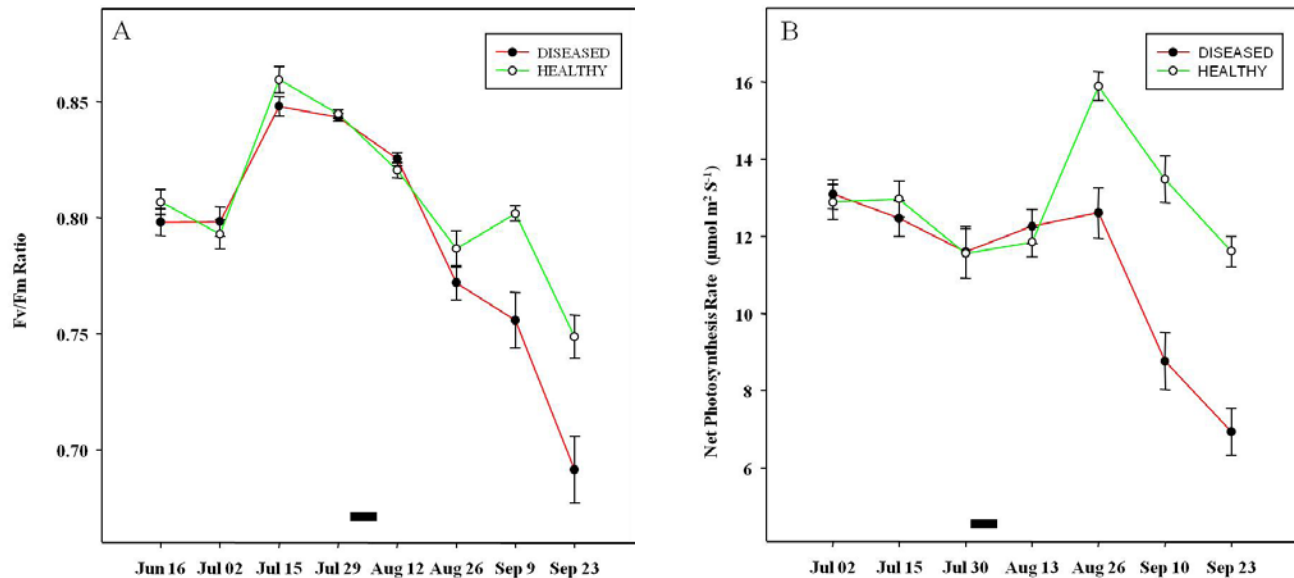 A
DISEASED
HEALTHY
0.85
0.80
0.75
0.70
Fv/Fm Ratio
Jun 16 Jul 02 Jul 15 Jul 29 Aug 12 Aug 26 Sep 9 Sep 23
B
DISEASED
HEALTHY
16
14
12
10
8
6
Net Photosynthesis Rate (μmol m² S⁻¹)
Jul 02 Jul 15 Jul 30 Aug 13 Aug 26 Sep 10 Sep 23